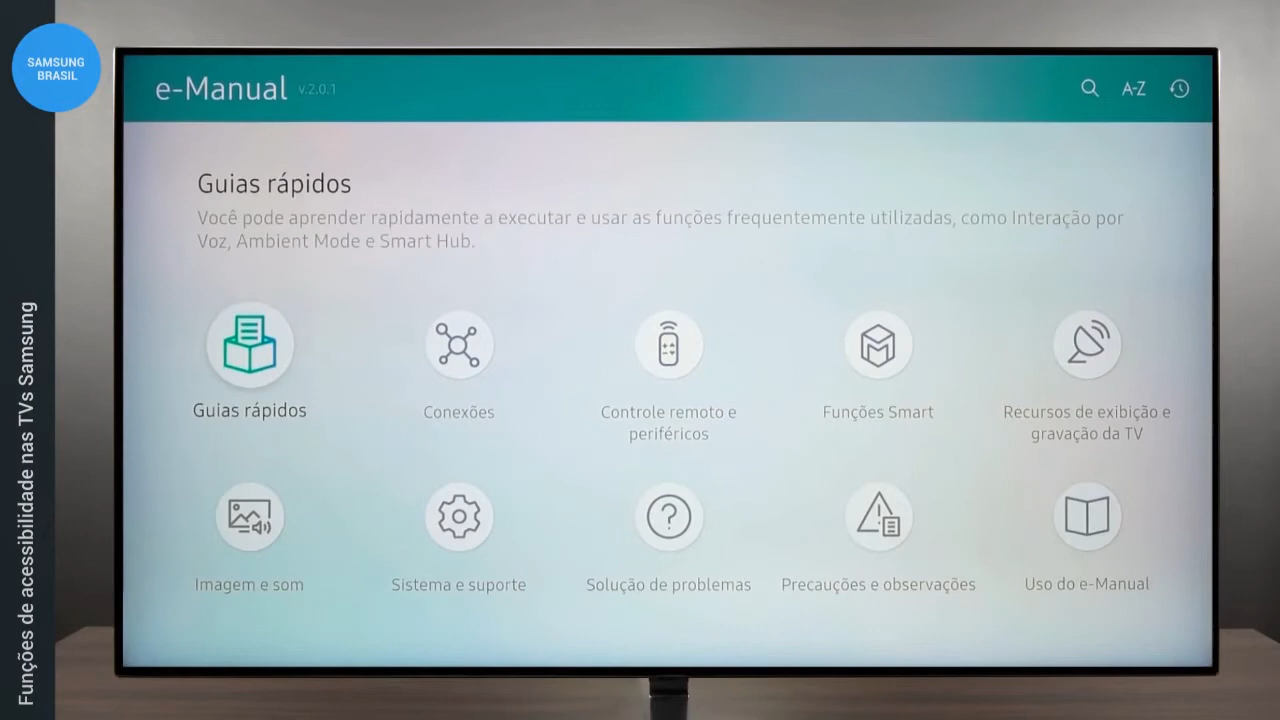 SAMSUNG
BRASIL
Funções de acessibilidade nas TVs Samsung
e-Manual v.2.0.1
A-Z
Guias rápidos
Você pode aprender rapidamente a executar e usar as funções frequentemente utilizadas, como Interação por
Voz, Ambient Mode e Smart Hub.
Guias rápidos
Conexões
Controle remoto e
periféricos
Funções Smart
Recursos de exibição e
gravação da TV
Imagem e som
Sistema e suporte
Solução de problemas
Precauções e observações
Uso do e-Manual